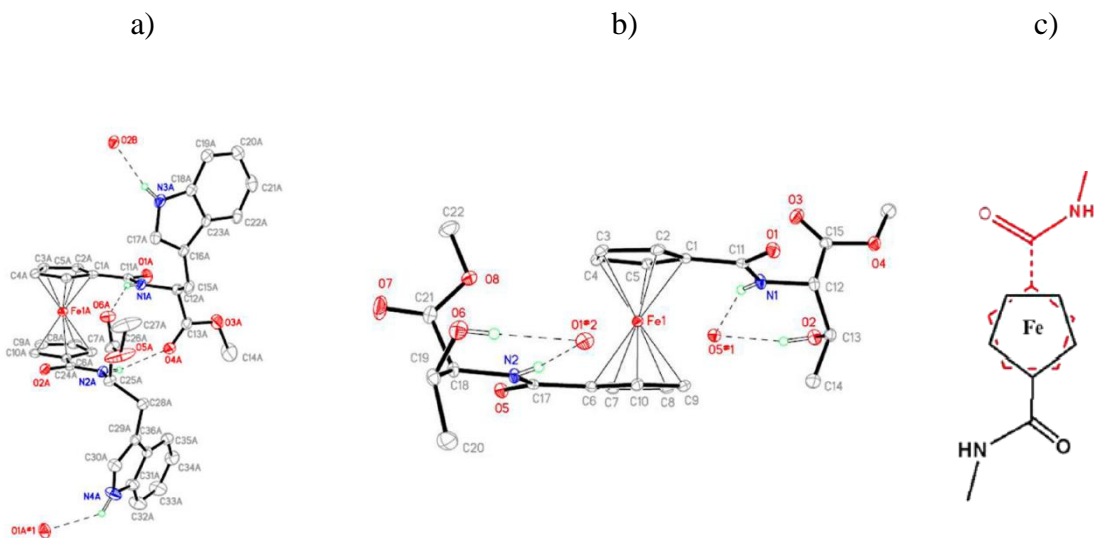 a)
b)
c)
O2B
C19A
C20A
C18A
N3A
C21A
C23A
C22A
C17A
C16A
C3A
C2A
C11A
O1A
C4A
C5A
C1A
N1A
C15A
C12A
O6A
Fe1A
C27A
O3A
C7A
C26A
C13A
C9A
C8A
O5A
C14A
C10A
C6A
O4A
O2A
C24A
N2A
C25A
C28A
C29A
C36A
C35A
C30A
C34A
C31A
N4A
C33A
C32A
O1A#1
C22
O8
O7
C21
O6
O1#2
C19
N2
C18
C17
O5
C20
C3
C2
C1
C4
C5
C11
O1
O3
C15
O4
N1
C12
Fe1
O5#1
O2
C13
C14
C6
C7
C10
C8
C9
O
NH
Fe
HN
O